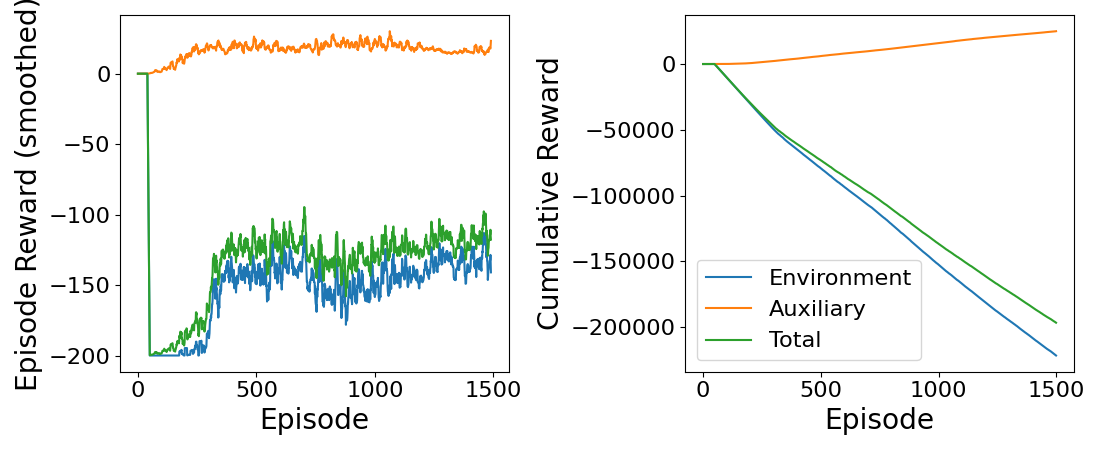 Episode Reward (smoothed)
0
−50
−100
−150
−200
0
500
1000
1500
Episode
Cumulative Reward
0
−50000
−100000
−150000
−200000
Environment
Auxiliary
Total
0
500
1000
1500
Episode